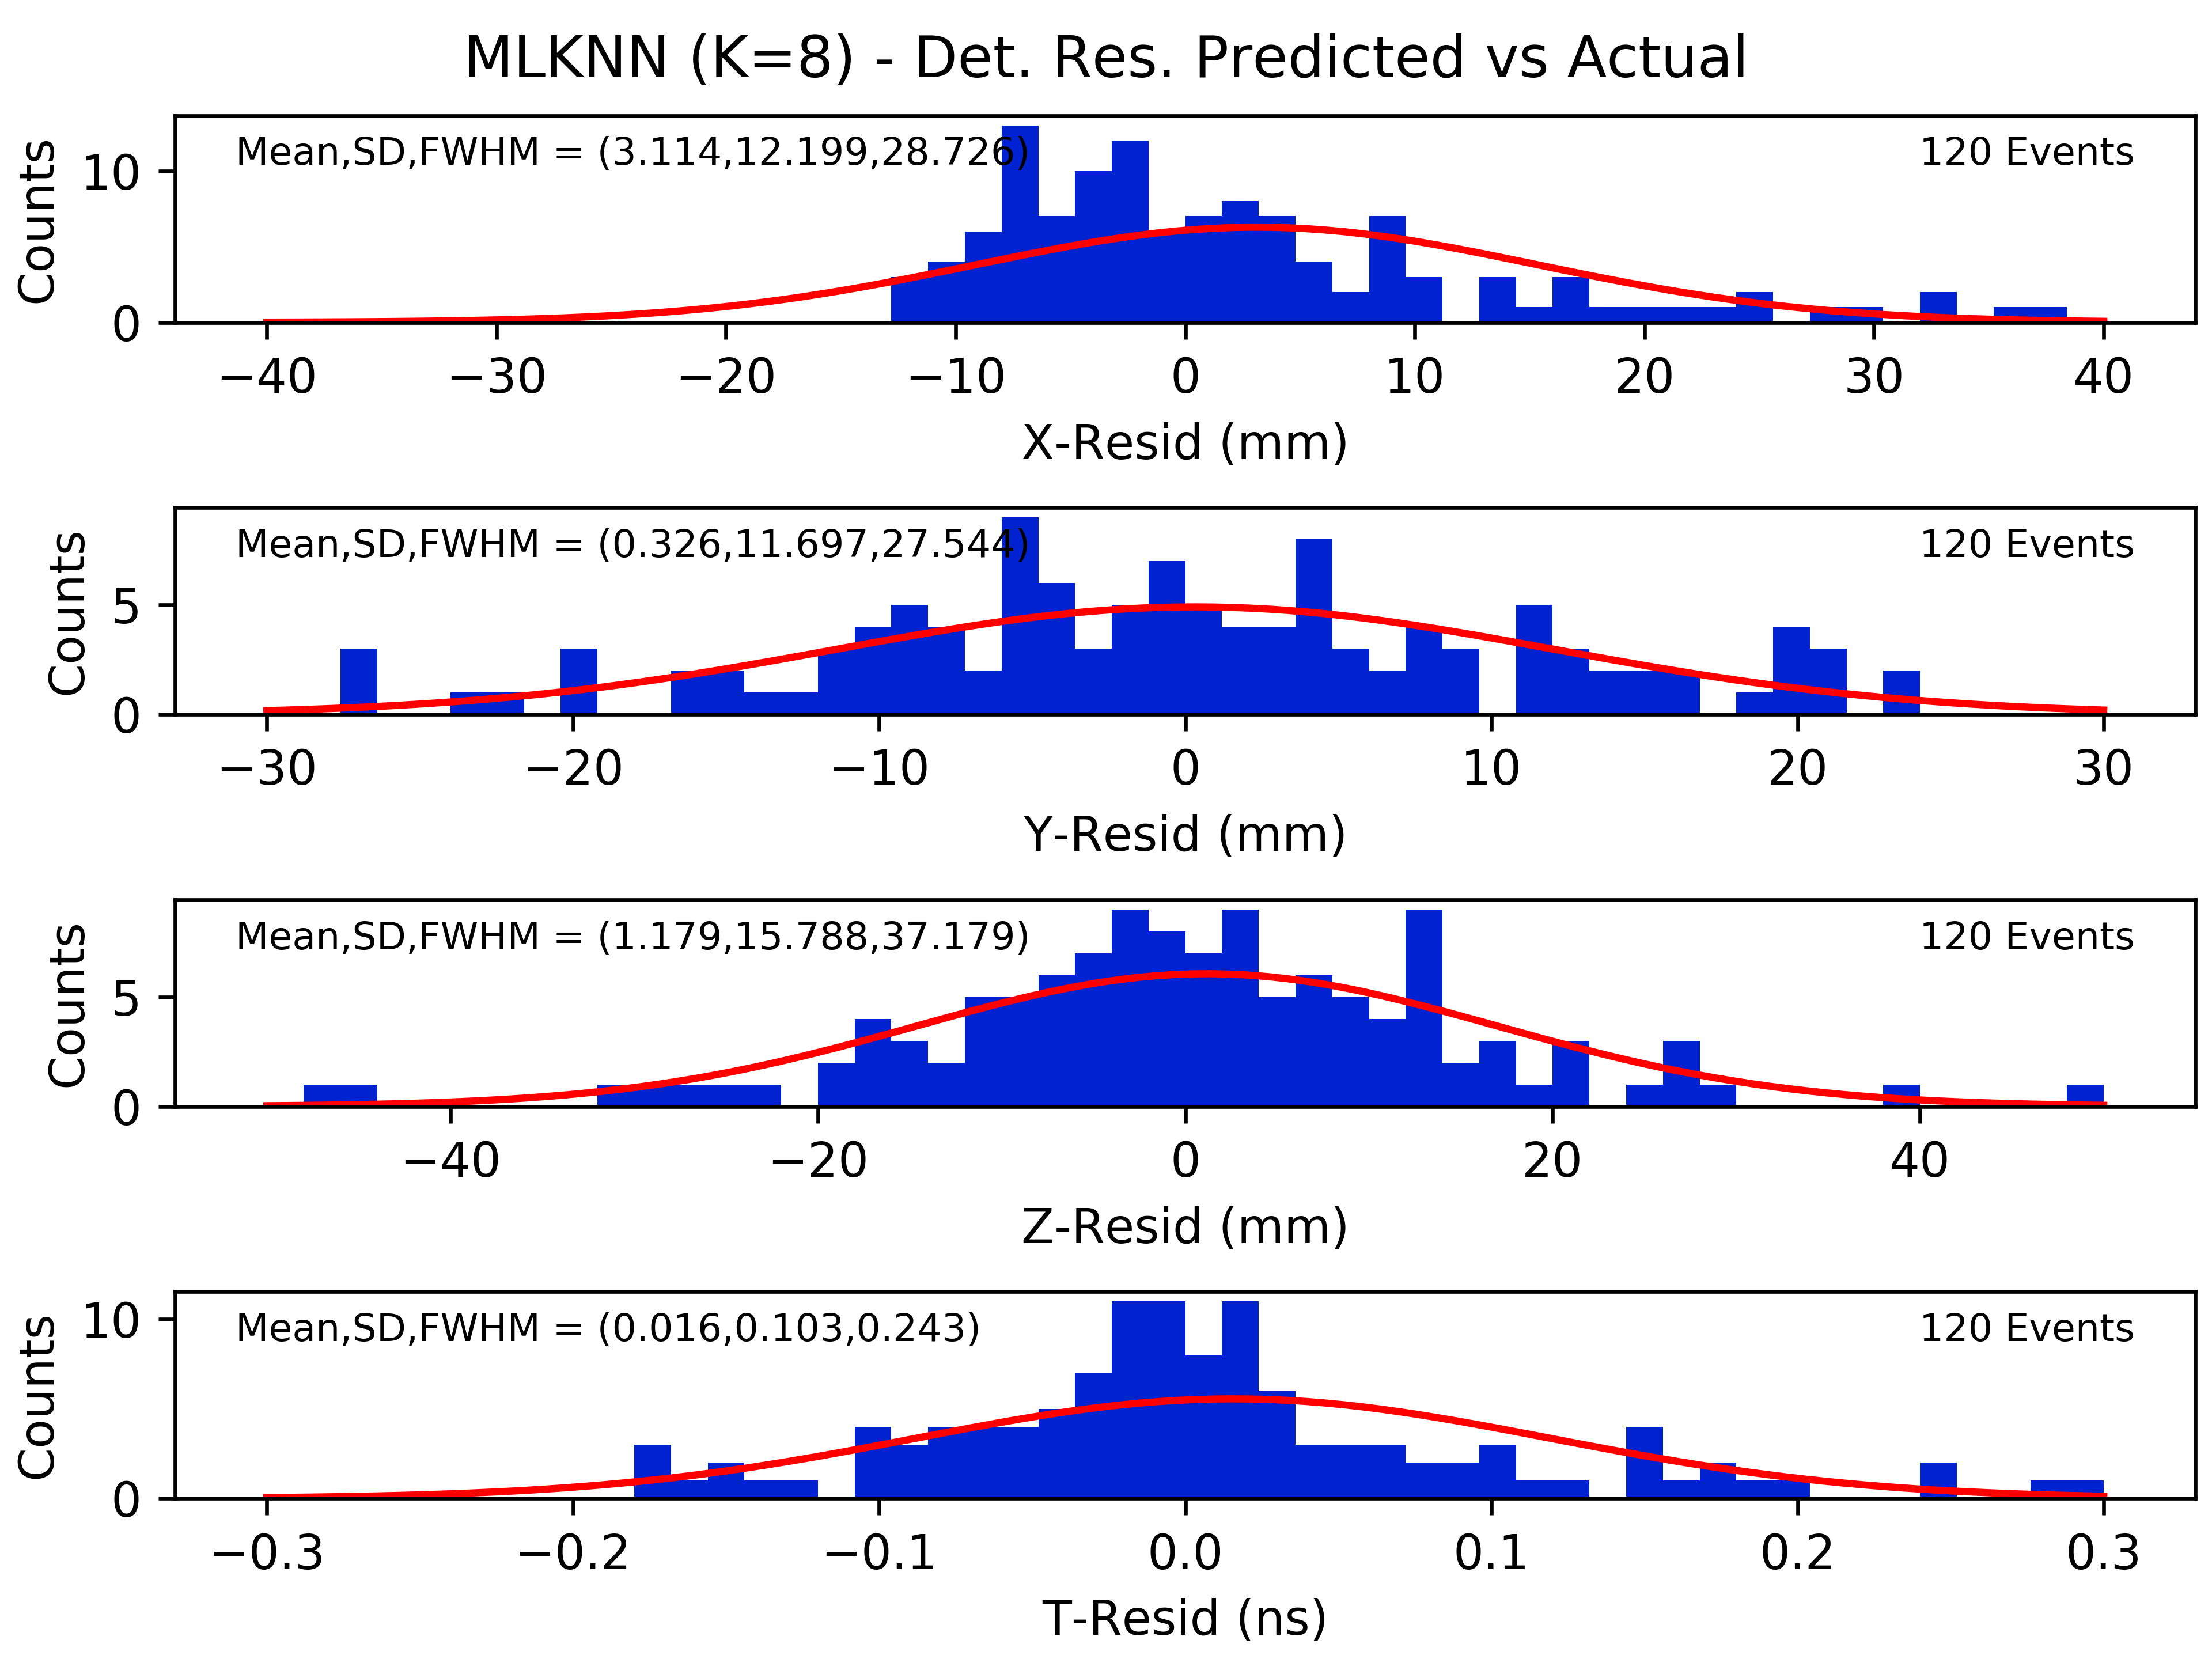 MLKNN (K=8) - Det. Res. Predicted vs Actual
Mean,SD,FWHM = (3.114,12.199,28.726)
120 Events
Counts
10
0
−40 −30 −20 −10 0 10 20 30 40
X-Resid (mm)
Mean,SD,FWHM = (0.326,11.697,27.544)
120 Events
Counts
5
0
−30 −20 −10 0 10 20 30
Y-Resid (mm)
Mean,SD,FWHM = (1.179,15.788,37.179)
120 Events
Counts
5
0
−40 −20 0 20 40
Z-Resid (mm)
Mean,SD,FWHM = (0.016,0.103,0.243)
120 Events
Counts
10
0
−0.3 −0.2 −0.1 0.0 0.1 0.2 0.3
T-Resid (ns)